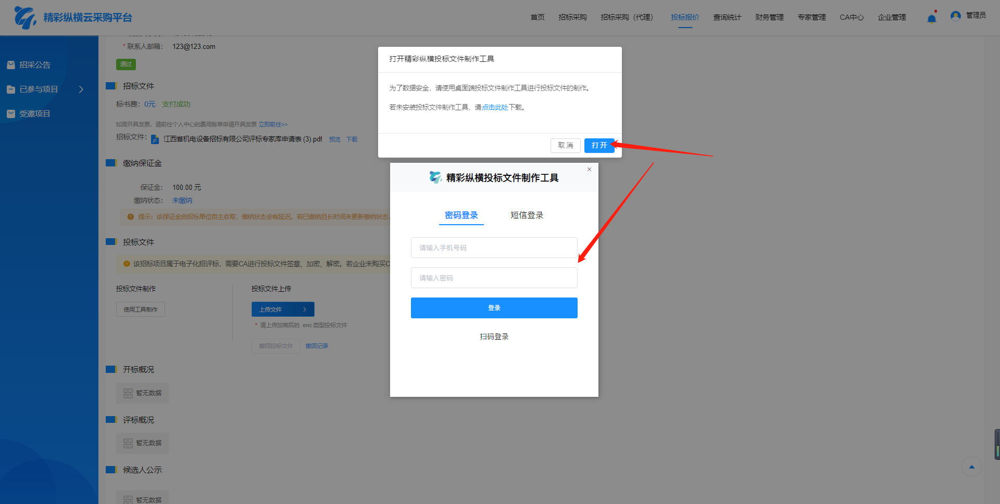 精彩纵横云采购平台
首页
招标采购
招标采购（代理）
投标报价
查询统计
财务管理
专家管理
CA中心
企业管理
管理员
招采公告
已参与项目
受邀项目
* 联系人邮箱： 123@123.com
通过
招标文件
标书费：0元 支付成功
如需开具发票，请前往个人中心的费用账单申请开具发票 立即前往>>
招标文件： 江西省机电设备招标有限公司评标专家库申请表 (3).pdf 预览 下载
缴纳保证金
保证金： 100.00 元
缴纳状态： 未缴纳
提示：该保证金由招标单位自主收取，缴纳状态会有延迟。若已缴纳且长时间未更新缴纳状态，
投标文件
该招标项目属于电子化招评标，需要CA进行投标文件签章、加密、解密。若企业未购买C
投标文件制作
使用工具制作
投标文件上传
上传文件
* 请上传加密后的 .enc 类型投标文件
撤回投标文件 撤回记录
开标概况
暂无数据
评标概况
暂无数据
候选人公示
暂无数据
打开精彩纵横投标文件制作工具
为了数据安全，请使用桌面端投标文件制作工具进行投标文件的制作。
若未安装投标文件制作工具，请点击此处下载。
取消
打开
精彩纵横投标文件制作工具
密码登录
短信登录
请输入手机号码
请输入密码
登录
扫码登录